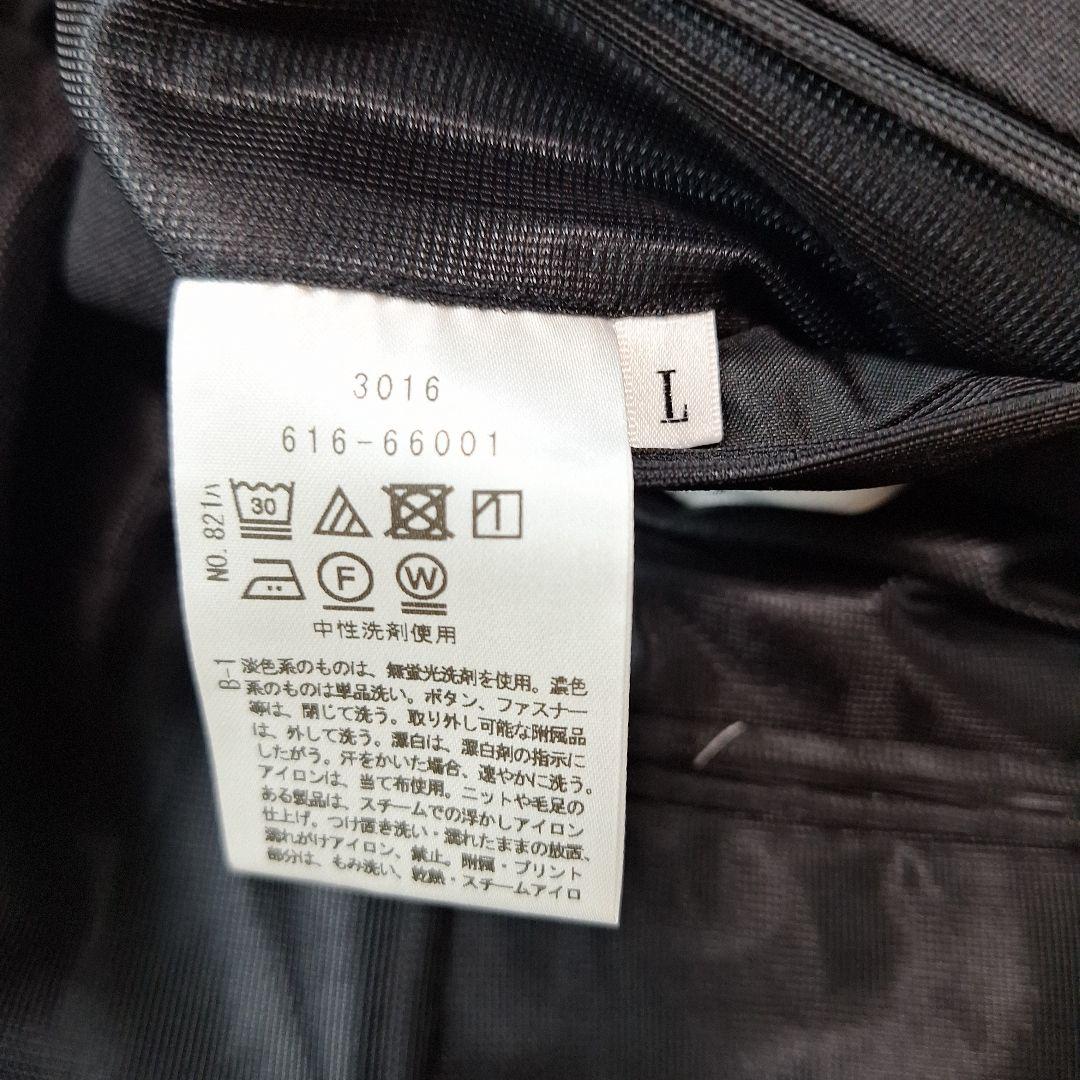 3016
616-66001
L
NO. 821ハ
30
F
W
中性洗剤使用
B-1
淡色系のものは、無蛍光洗剤を使用。濃色
系のものは単品洗い。ボタン、ファスナー
等は、閉じて洗う。取り外し可能な附属品
は、外して洗う。漂白は、漂白剤の指示に
したがう。汗をかいた場合、速やかに洗う。
アイロンは、当て布使用。ニットや毛足の
ある製品は、スチームでの浮かしアイロン
仕上げ。つけ置き洗い・濡れたままの放置、
濡れがけアイロン、禁止。附属・プリント
部分は、もみ洗い、乾熱・スチームアイロ